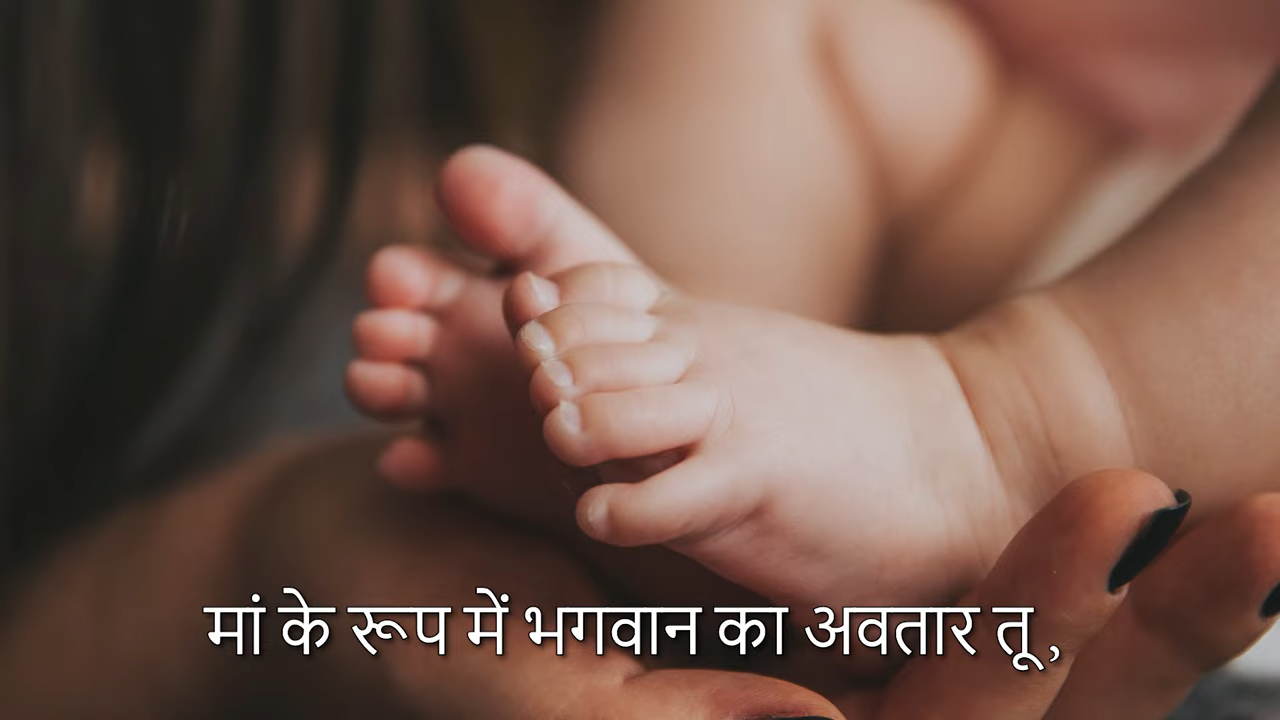 मां के रूप में भगवान का अवतार तू ,